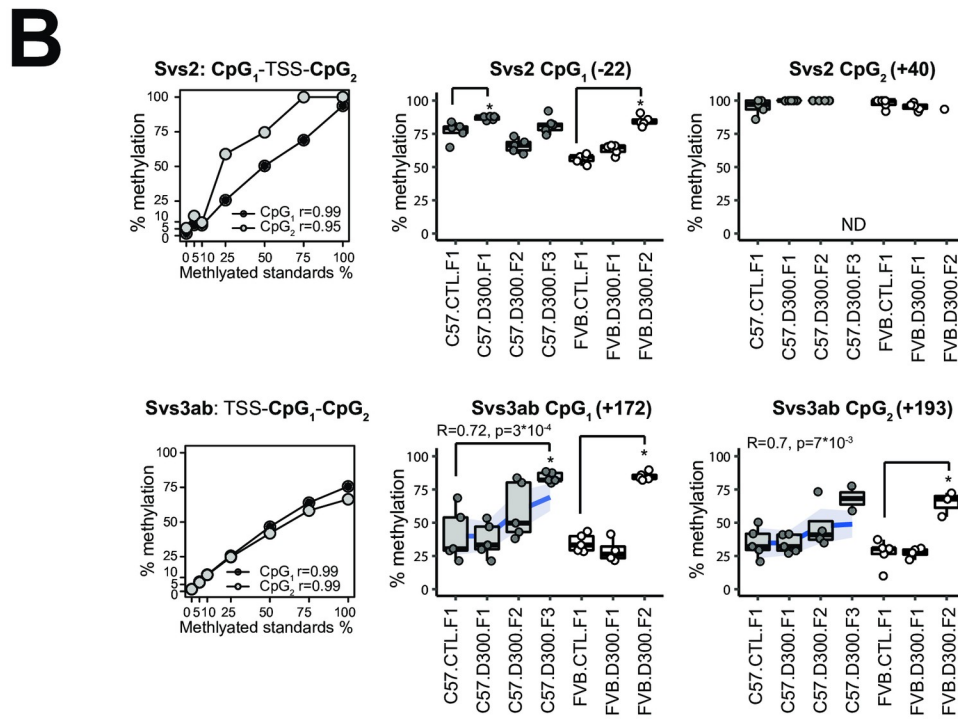 B
Svs2: CpG1-TSS-CpG2
% methylation
100
75
50
25
10
5
0
CpG1 r=0.99
CpG2 r=0.95
0 5 10 25 50 75 100
Methlyated standards %
Svs2 CpG1 (-22)
% methylation
100
75
50
25
0
*
*
C57.CTL.F1
C57.D300.F1
C57.D300.F2
C57.D300.F3
FVB.CTL.F1
FVB.D300.F1
FVB.D300.F2
Svs2 CpG2 (+40)
% methylation
100
75
50
25
0
ND
C57.CTL.F1
C57.D300.F1
C57.D300.F2
C57.D300.F3
FVB.CTL.F1
FVB.D300.F1
FVB.D300.F2
Svs3ab: TSS-CpG1-CpG2
% methylation
100
75
50
25
10
5
0
CpG1 r=0.99
CpG2 r=0.99
0 5 10 25 50 75 100
Methlyated standards %
Svs3ab CpG1 (+172)
R=0.72, p=3*10-4
% methylation
100
75
50
25
0
*
*
C57.CTL.F1
C57.D300.F1
C57.D300.F2
C57.D300.F3
FVB.CTL.F1
FVB.D300.F1
FVB.D300.F2
Svs3ab CpG2 (+193)
R=0.7, p=7*10-3
% methylation
100
75
50
25
0
*
C57.CTL.F1
C57.D300.F1
C57.D300.F2
C57.D300.F3
FVB.CTL.F1
FVB.D300.F1
FVB.D300.F2